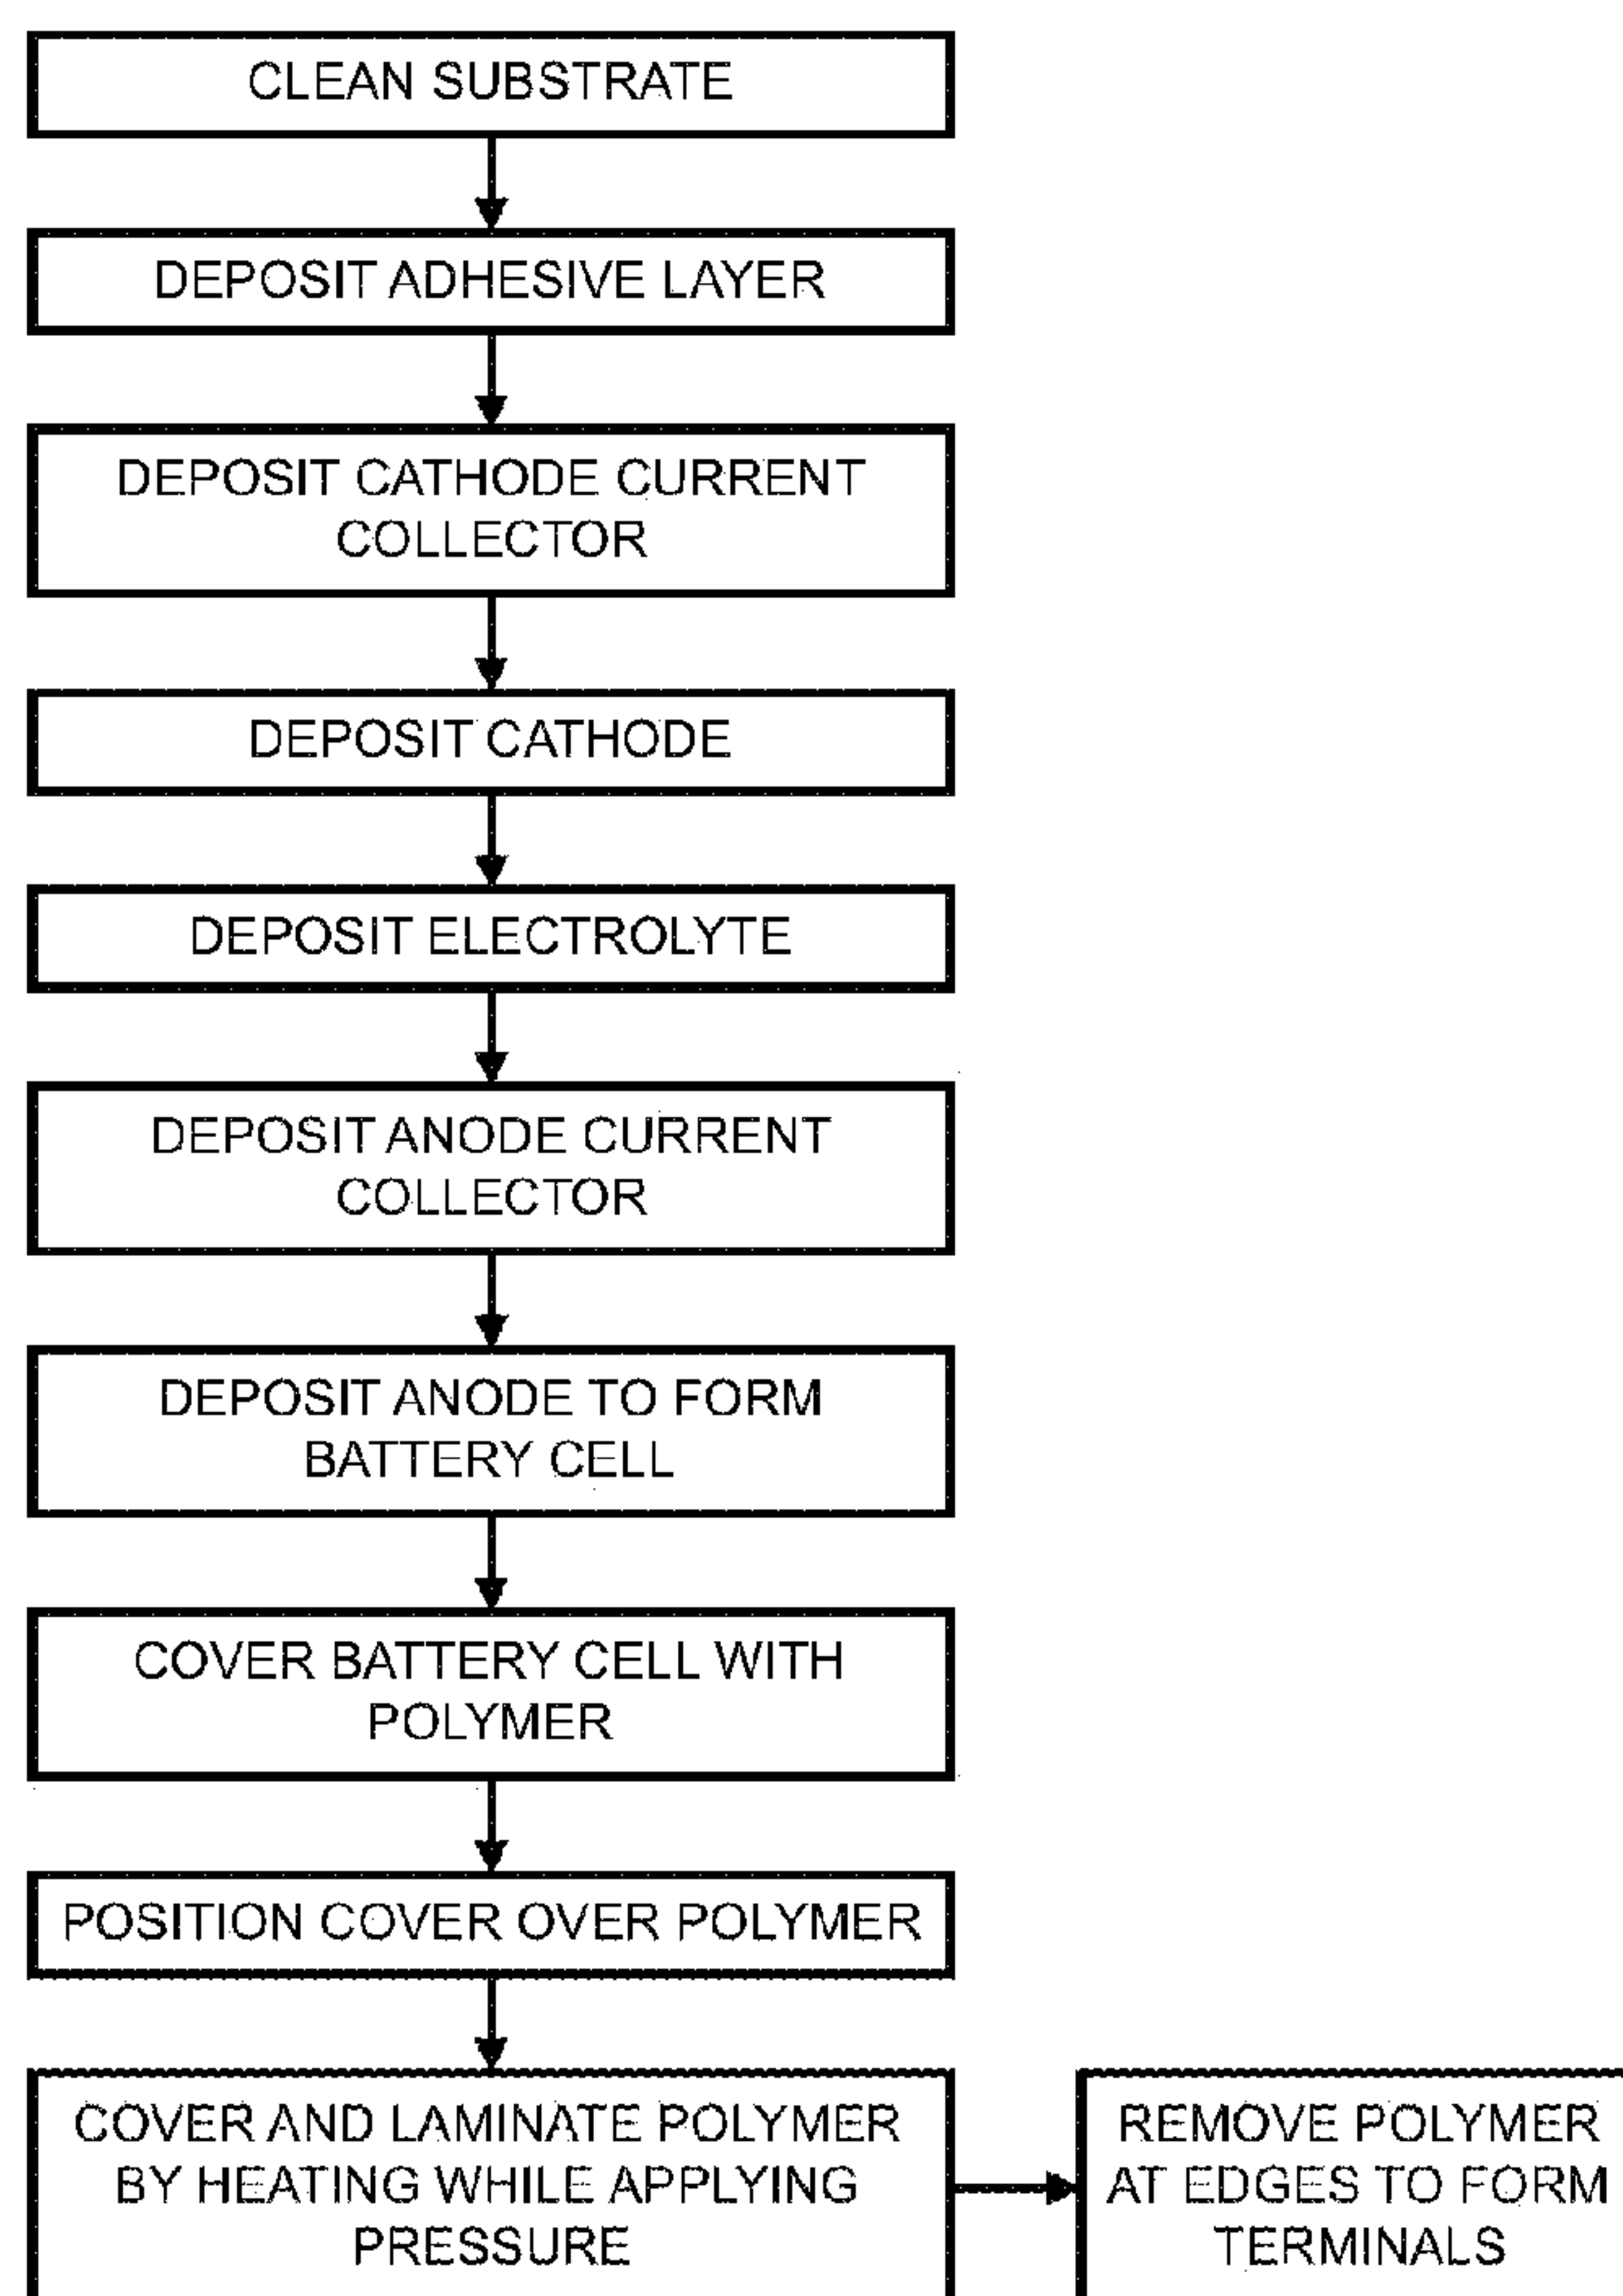 CLEAN SUBSTRATE
DEPOSIT ADHESIVE LAYER
DEPOSIT CATHODE CURRENT
COLLECTOR
DEPOSIT CATHODE
DEPOSIT ELECTROLYTE
DEPOSIT ANODE CURRENT
COLLECTOR
DEPOSIT ANODE TO FORM
BATTERY CELL
COVER BATTERY CELL WITH
POLYMER
POSITION COVER OVER POLYMER
COVER AND LAMINATE POLYMER
BY HEATING WHILE APPLYING
PRESSURE
REMOVE POLYMER
AT EDGES TO FORM
TERMINALS